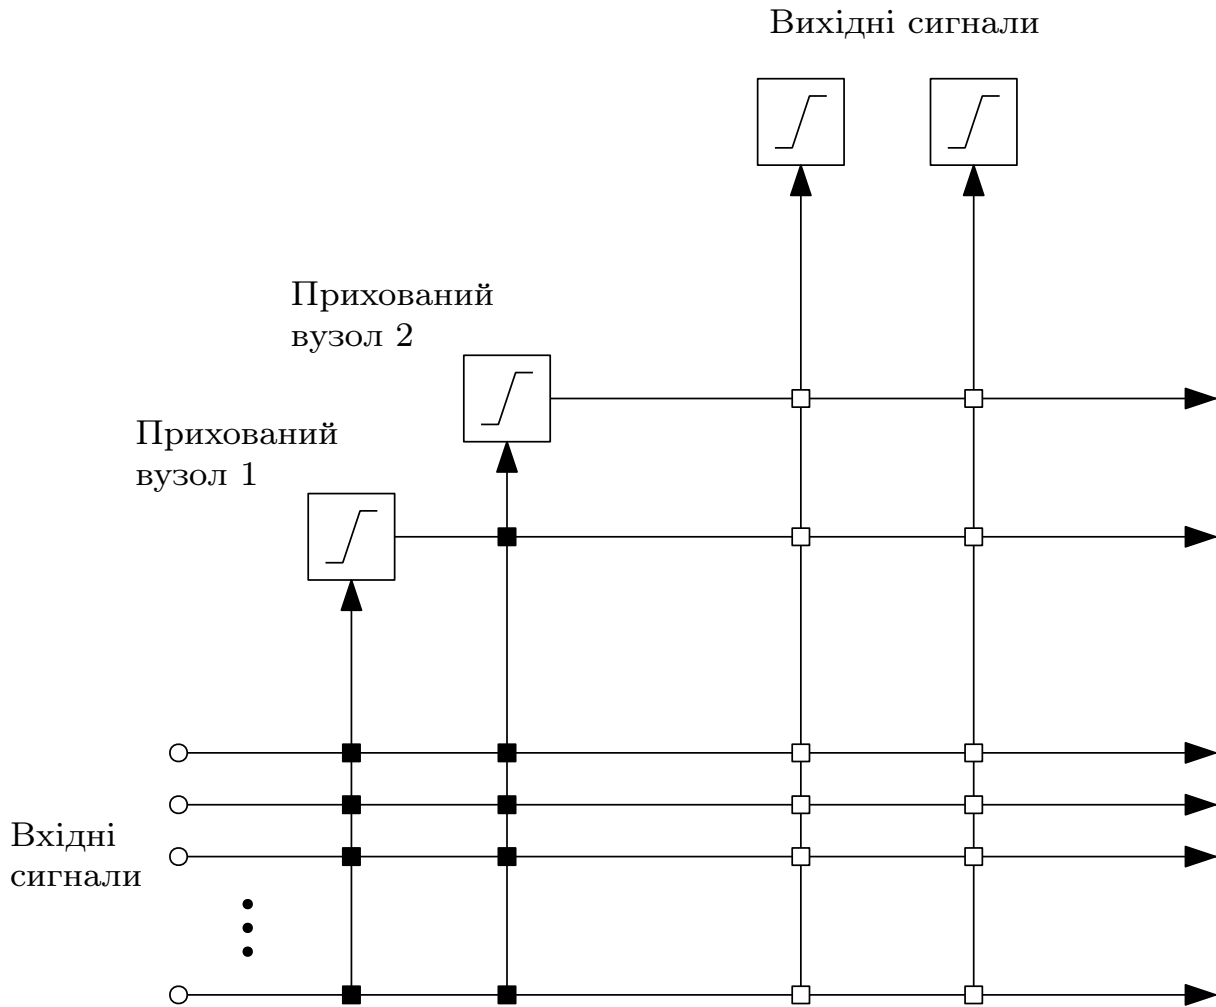 Вихідні сигнали
Прихований
вузол 2
Прихований
вузол 1
Вхідні
сигнали